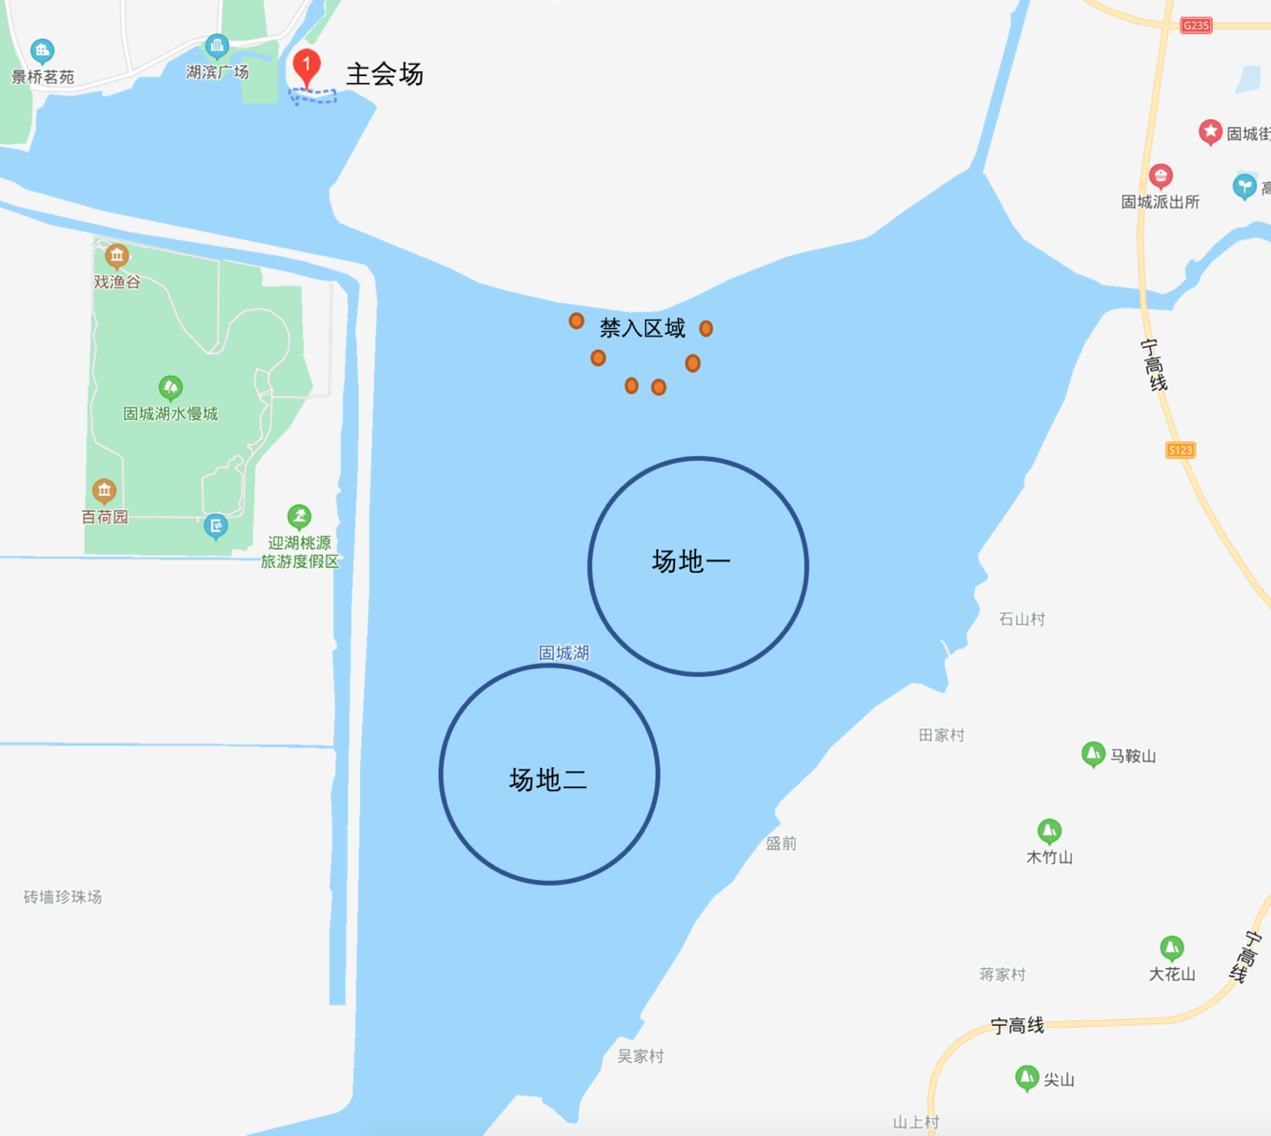 G235
景桥茗苑
湖滨广场
1
主会场
固城街
固城派出所
高
戏渔谷
禁入区域
宁高线
固城湖水慢城
S123
百荷园
迎湖桃源
旅游度假区
场地一
石山村
固城湖
田家村
马鞍山
场地二
盛前
木竹山
砖墙珍珠场
宁高线
蒋家村
大花山
宁高线
吴家村
尖山
山上村